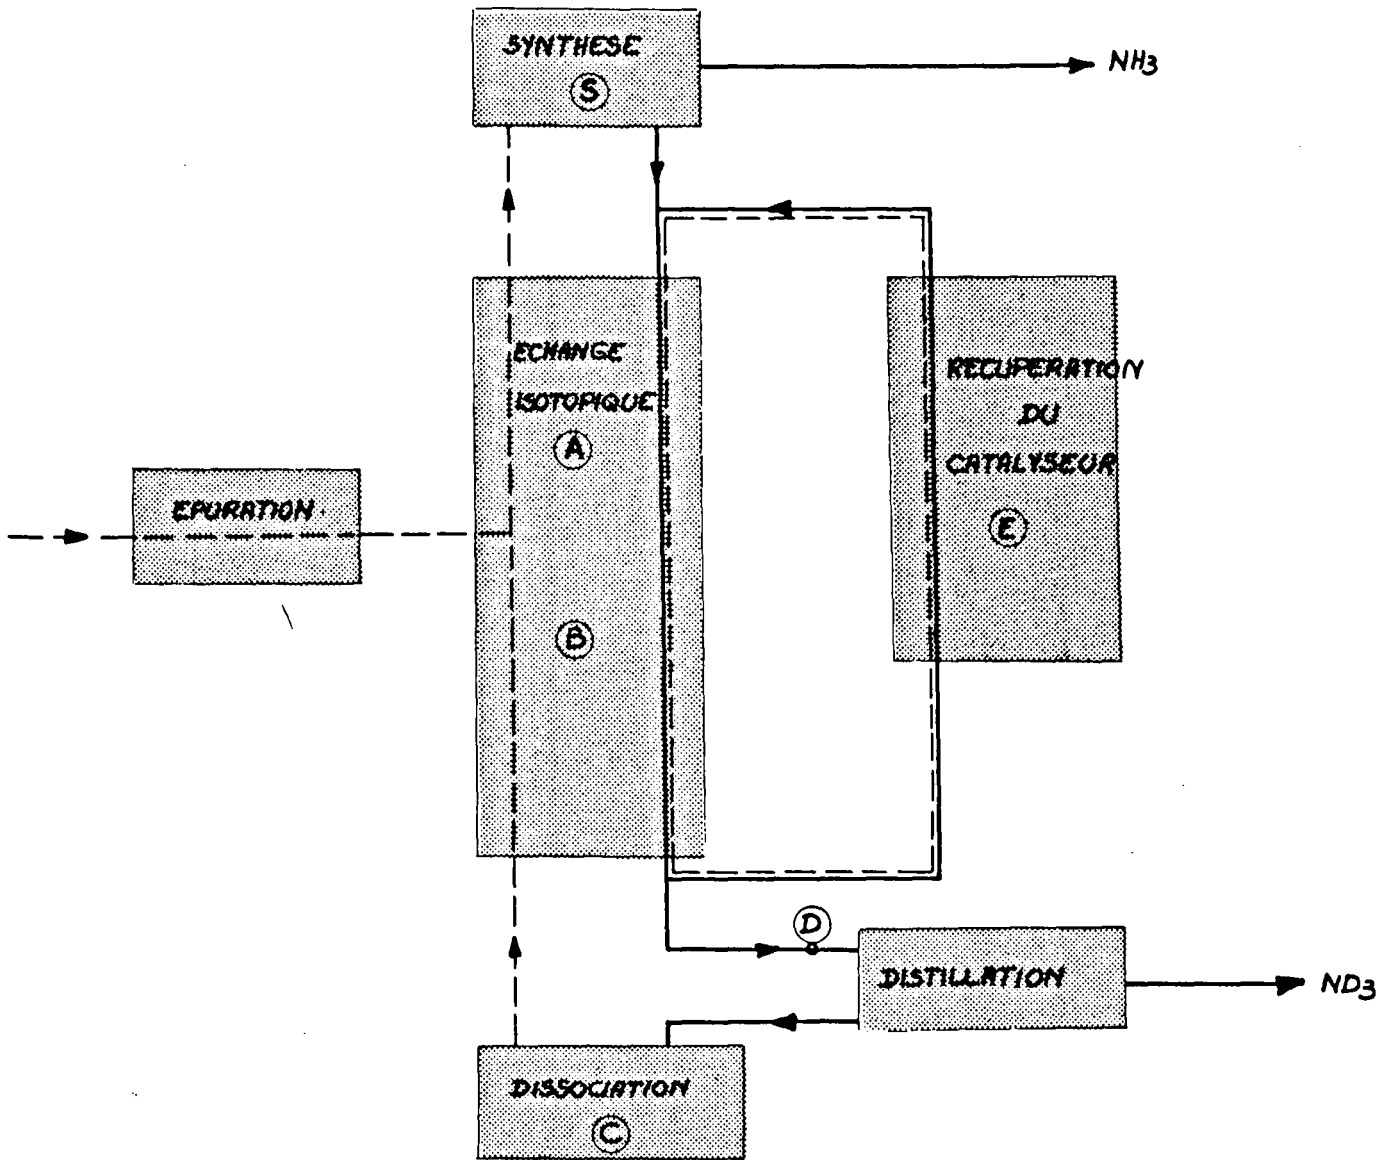 SYNTHESE
S
NH3
ECHANGE
ISOTOPIQUE
A
B
RECUPERATION
DU
CATALYSEUR
E
EPURATION
D
DISTILLATION
ND3
DISSOCIATION
C